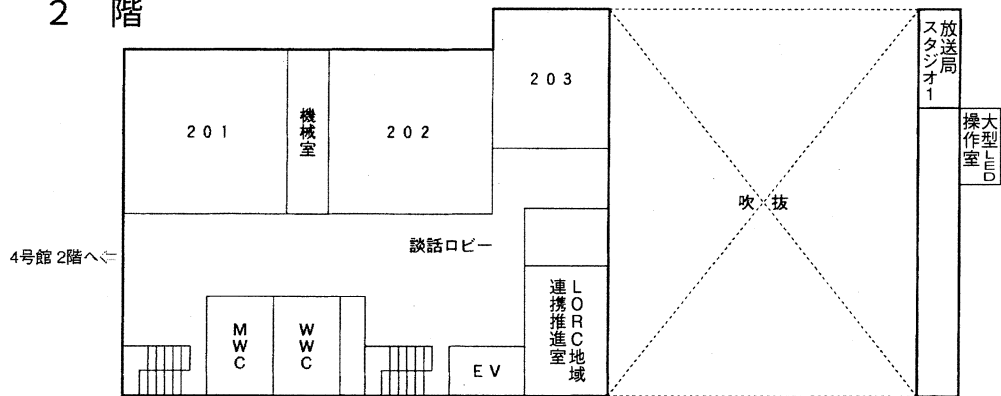 2 階
放送局
スタジオ1
203
大型LED
操作室
機械室
201
202
吹 抜
談話ロビー
4号館 2階へ⇐
LORC地域
連携推進室
MWC
WWC
EV